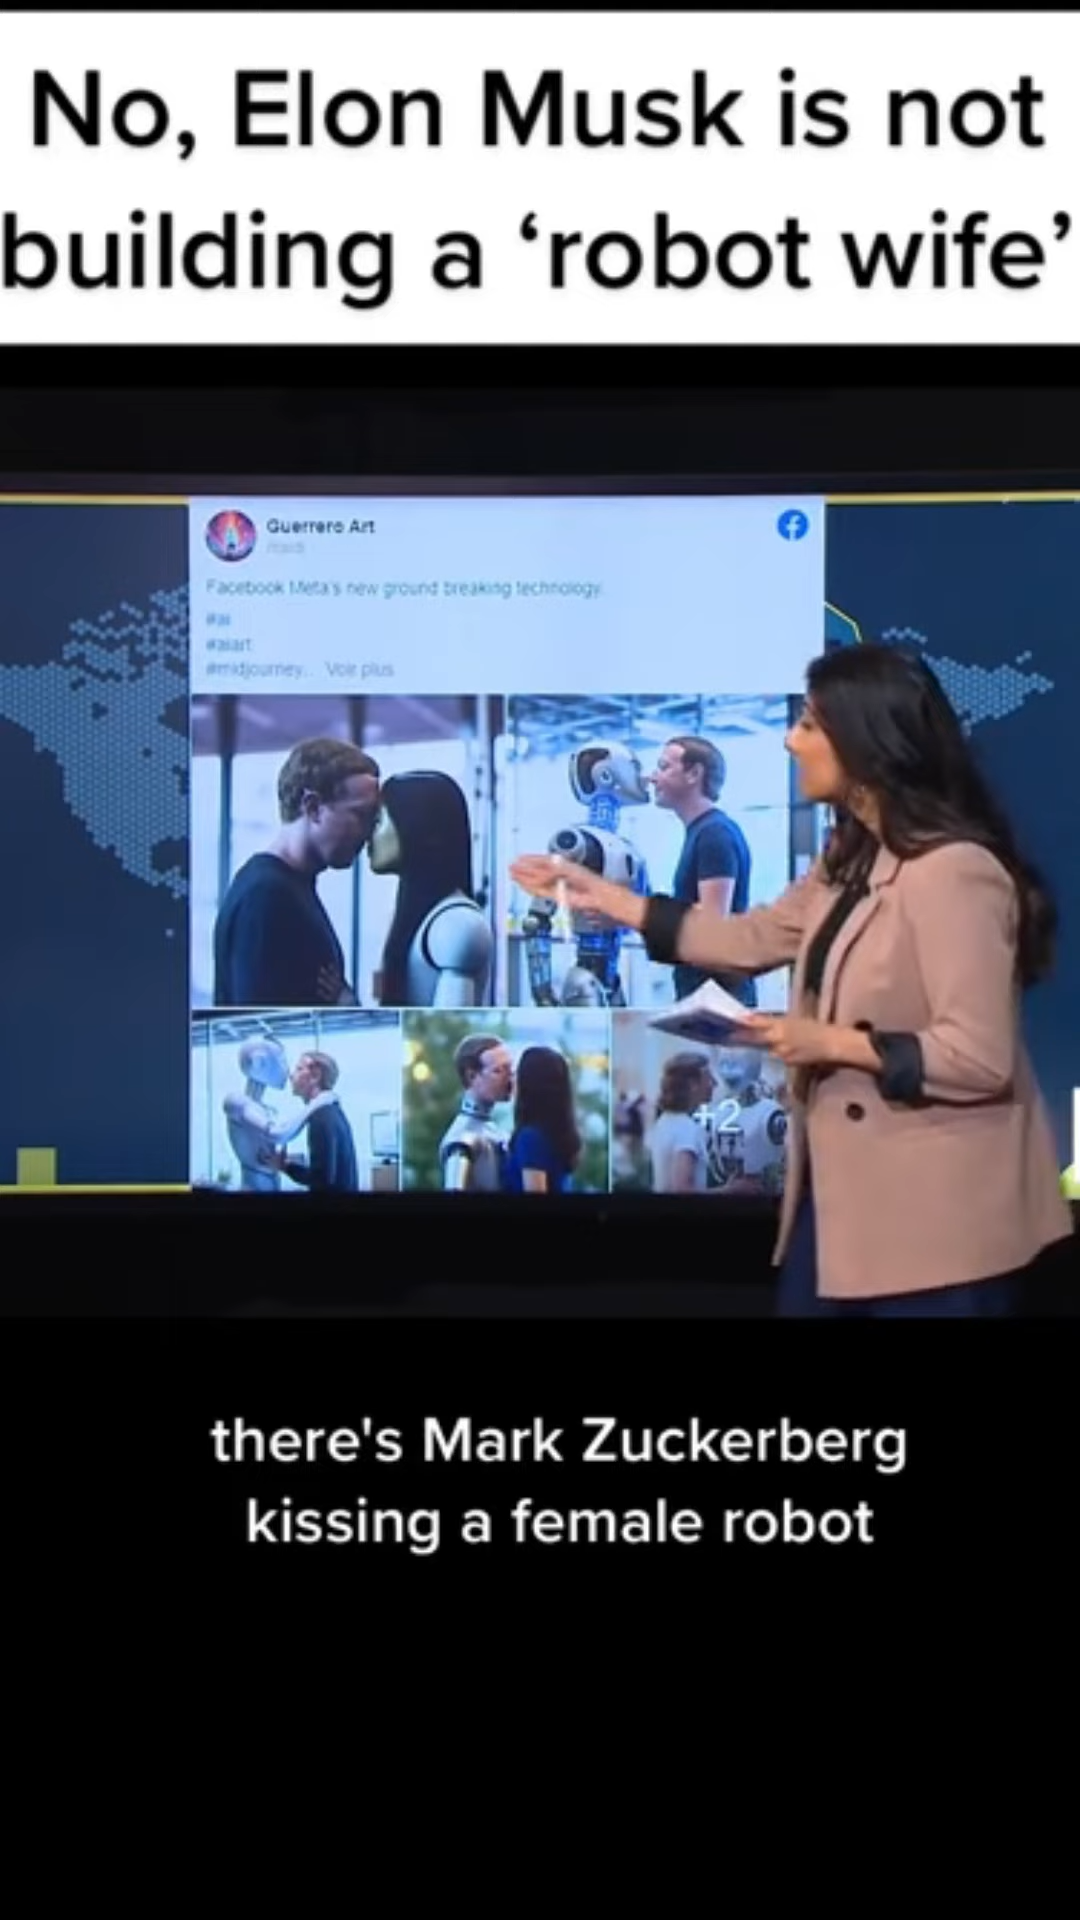 No, Elon Musk is not
building a ‘robot wife’
Guerrero Art
Facebook Meta's new ground breaking technology.
#ai
#aiart
#midjourney... Voir plus
+2
there's Mark Zuckerberg
kissing a female robot